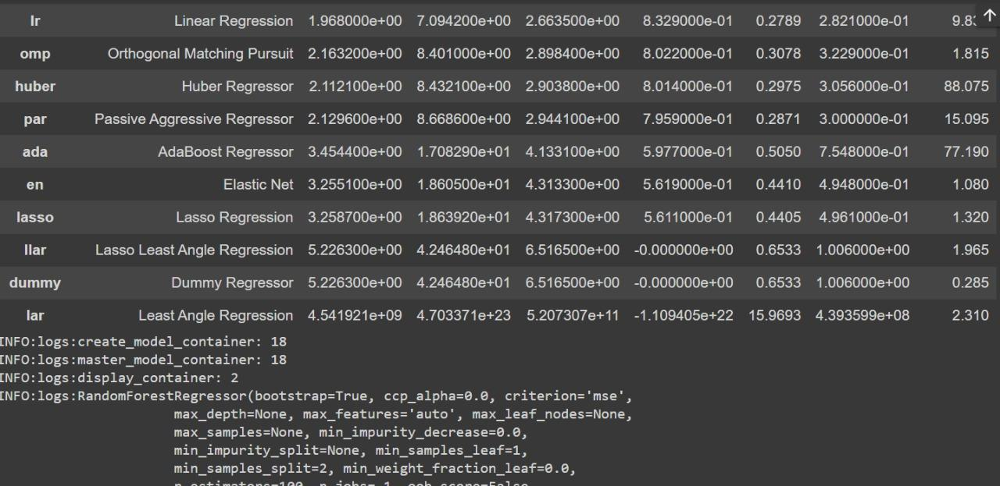 lr Linear Regression 1.968000e+00 7.094200e+00 2.663500e+00 8.329000e-01 0.2789 2.821000e-01
omp Orthogonal Matching Pursuit 2.163200e+00 8.401000e+00 2.898400e+00 8.022000e-01 0.3078 3.229000e-01 1.815
huber Huber Regressor 2.112100e+00 8.432100e+00 2.903800e+00 8.014000e-01 0.2975 3.056000e-01 88.075
par Passive Aggressive Regressor 2.129600e+00 8.668600e+00 2.944100e+00 7.959000e-01 0.2871 3.000000e-01 15.095
ada AdaBoost Regressor 3.454400e+00 1.708290e+01 4.133100e+00 5.977000e-01 0.5050 7.548000e-01 77.190
en Elastic Net 3.255100e+00 1.860500e+01 4.313300e+00 5.619000e-01 0.4410 4.948000e-01 1.080
lasso Lasso Regression 3.258700e+00 1.863920e+01 4.317300e+00 5.611000e-01 0.4405 4.961000e-01 1.320
llar Lasso Least Angle Regression 5.226300e+00 4.246480e+01 6.516500e+00 -0.000000e+00 0.6533 1.006000e+00 1.965
dummy Dummy Regressor 5.226300e+00 4.246480e+01 6.516500e+00 -0.000000e+00 0.6533 1.006000e+00 0.285
lar Least Angle Regression 4.541921e+09 4.703371e+23 5.207307e+11 -1.109405e+22 15.9693 4.393599e+08 2.310
INFO:logs:create_model_container: 18
INFO:logs:master_model_container: 18
INFO:logs:display_container: 2
INFO:logs:RandomForestRegressor(bootstrap=True, ccp_alpha=0.0, criterion='mse',
max_depth=None, max_features='auto', max_leaf_nodes=None,
max_samples=None, min_impurity_decrease=0.0,
min_impurity_split=None, min_samples_leaf=1,
min_samples_split=2, min_weight_fraction_leaf=0.0,
n_estimators=100, n_jobs=-1, oob_score=False